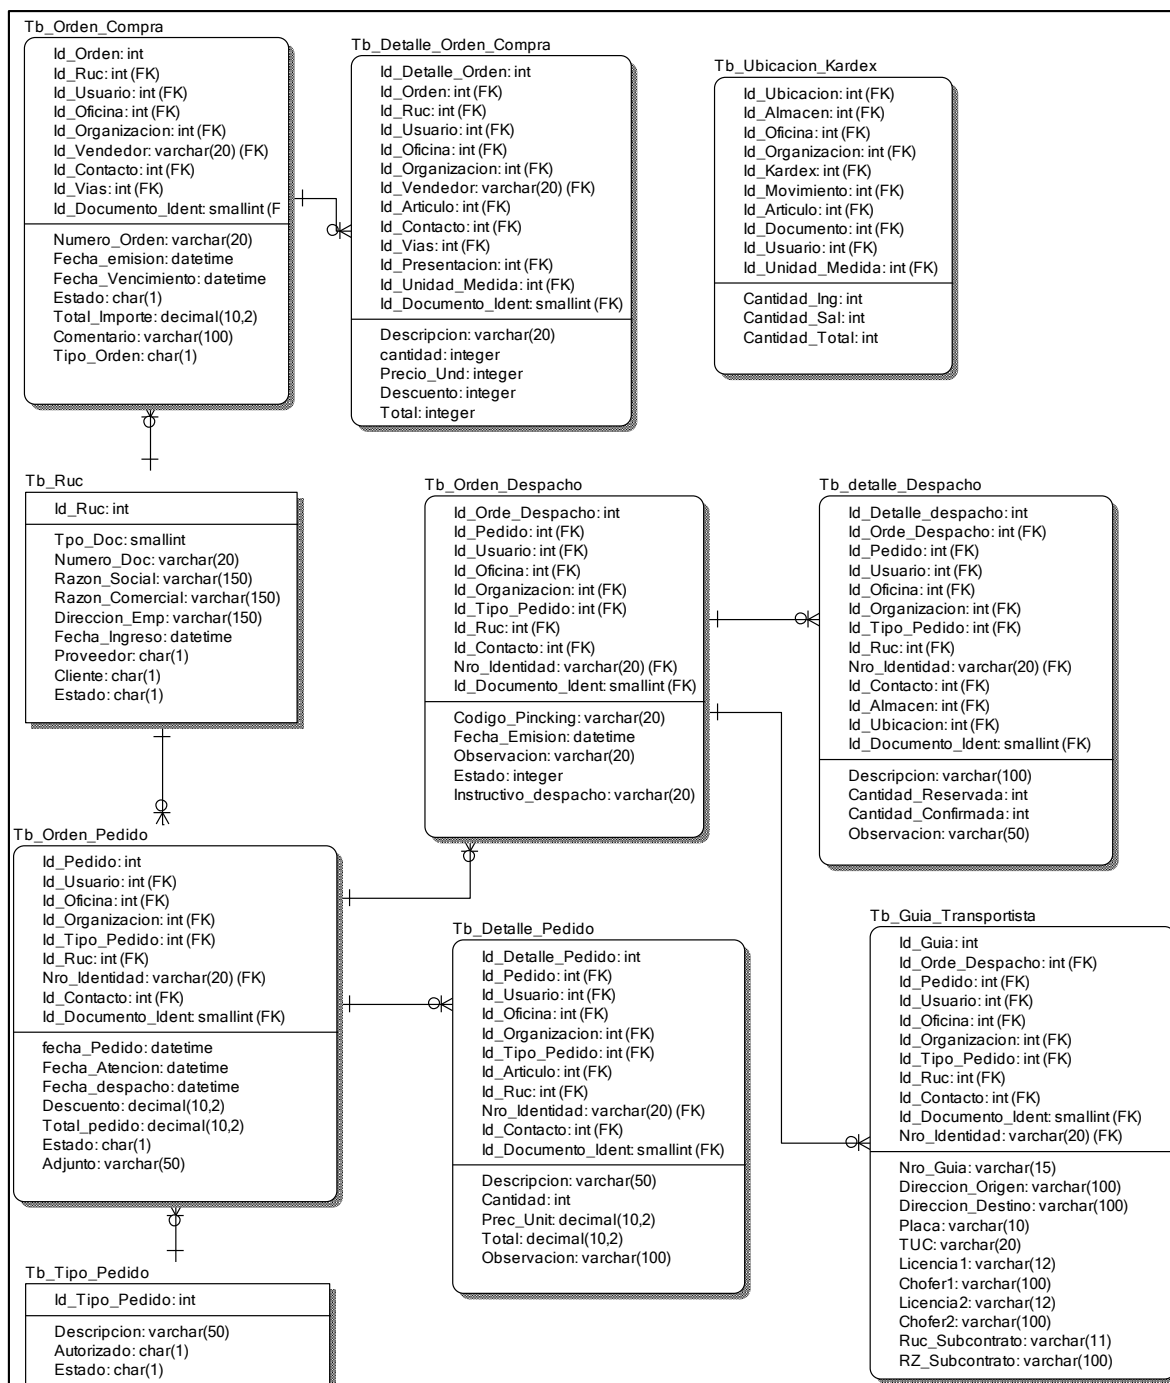 Tb_Orden_Compra
Id_Orden: int
Id_Ruc: int (FK)
Id_Usuario: int (FK)
Id_Oficina: int (FK)
Id_Organizacion: int (FK)
Id_Vendedor: varchar(20) (FK)
Id_Contacto: int (FK)
Id_Vias: int (FK)
Id_Documento_Ident: smallint (F
Numero_Orden: varchar(20)
Fecha_emision: datetime
Fecha_Vencimiento: datetime
Estado: char(1)
Total_Importe: decimal(10,2)
Comentario: varchar(100)
Tipo_Orden: char(1)
Tb_Detalle_Orden_Compra
Id_Detalle_Orden: int
Id_Orden: int (FK)
Id_Ruc: int (FK)
Id_Usuario: int (FK)
Id_Oficina: int (FK)
Id_Organizacion: int (FK)
Id_Vendedor: varchar(20) (FK)
Id_Articulo: int (FK)
Id_Contacto: int (FK)
Id_Vias: int (FK)
Id_Presentacion: int (FK)
Id_Unidad_Medida: int (FK)
Id_Documento_Ident: smallint (FK)
Descripcion: varchar(20)
cantidad: integer
Precio_Und: integer
Descuento: integer
Total: integer
Tb_Ubicacion_Kardex
Id_Ubicacion: int (FK)
Id_Almacen: int (FK)
Id_Oficina: int (FK)
Id_Organizacion: int (FK)
Id_Kardex: int (FK)
Id_Movimiento: int (FK)
Id_Articulo: int (FK)
Id_Documento: int (FK)
Id_Usuario: int (FK)
Id_Unidad_Medida: int (FK)
Cantidad_Ing: int
Cantidad_Sal: int
Cantidad_Total: int
Tb_Ruc
Id_Ruc: int
Tpo_Doc: smallint
Numero_Doc: varchar(20)
Razon_Social: varchar(150)
Razon_Comercial: varchar(150)
Direccion_Emp: varchar(150)
Fecha_Ingreso: datetime
Proveedor: char(1)
Cliente: char(1)
Estado: char(1)
Tb_Orden_Despacho
Id_Orde_Despacho: int
Id_Pedido: int (FK)
Id_Usuario: int (FK)
Id_Oficina: int (FK)
Id_Organizacion: int (FK)
Id_Tipo_Pedido: int (FK)
Id_Ruc: int (FK)
Id_Contacto: int (FK)
Nro_Identidad: varchar(20) (FK)
Id_Documento_Ident: smallint (FK)
Codigo_Pincking: varchar(20)
Fecha_Emision: datetime
Observacion: varchar(20)
Estado: integer
Instructivo_despacho: varchar(20)
Tb_detalle_Despacho
Id_Detalle_despacho: int
Id_Orde_Despacho: int (FK)
Id_Pedido: int (FK)
Id_Usuario: int (FK)
Id_Oficina: int (FK)
Id_Organizacion: int (FK)
Id_Tipo_Pedido: int (FK)
Id_Ruc: int (FK)
Nro_Identidad: varchar(20) (FK)
Id_Contacto: int (FK)
Id_Almacen: int (FK)
Id_Ubicacion: int (FK)
Id_Documento_Ident: smallint (FK)
Descripcion: varchar(100)
Cantidad_Reservada: int
Cantidad_Confirmada: int
Observacion: varchar(50)
Tb_Orden_Pedido
Id_Pedido: int
Id_Usuario: int (FK)
Id_Oficina: int (FK)
Id_Organizacion: int (FK)
Id_Tipo_Pedido: int (FK)
Id_Ruc: int (FK)
Nro_Identidad: varchar(20) (FK)
Id_Contacto: int (FK)
Id_Documento_Ident: smallint (FK)
fecha_Pedido: datetime
Fecha_Atencion: datetime
Fecha_despacho: datetime
Descuento: decimal(10,2)
Total_pedido: decimal(10,2)
Estado: char(1)
Adjunto: varchar(50)
Tb_Detalle_Pedido
Id_Detalle_Pedido: int
Id_Pedido: int (FK)
Id_Usuario: int (FK)
Id_Oficina: int (FK)
Id_Organizacion: int (FK)
Id_Tipo_Pedido: int (FK)
Id_Articulo: int (FK)
Id_Ruc: int (FK)
Nro_Identidad: varchar(20) (FK)
Id_Contacto: int (FK)
Id_Documento_Ident: smallint (FK)
Descripcion: varchar(50)
Cantidad: int
Prec_Unit: decimal(10,2)
Total: decimal(10,2)
Observacion: varchar(100)
Tb_Guia_Transportista
Id_Guia: int
Id_Orde_Despacho: int (FK)
Id_Pedido: int (FK)
Id_Usuario: int (FK)
Id_Oficina: int (FK)
Id_Organizacion: int (FK)
Id_Tipo_Pedido: int (FK)
Id_Ruc: int (FK)
Id_Contacto: int (FK)
Id_Documento_Ident: smallint (FK)
Nro_Identidad: varchar(20) (FK)
Nro_Guia: varchar(15)
Direccion_Origen: varchar(100)
Direccion_Destino: varchar(100)
Placa: varchar(10)
TUC: varchar(20)
Licencia1: varchar(12)
Chofer1: varchar(100)
Licencia2: varchar(12)
Chofer2: varchar(100)
Ruc_Subcontrato: varchar(11)
RZ_Subcontrato: varchar(100)
Tb_Tipo_Pedido
Id_Tipo_Pedido: int
Descripcion: varchar(50)
Autorizado: char(1)
Estado: char(1)